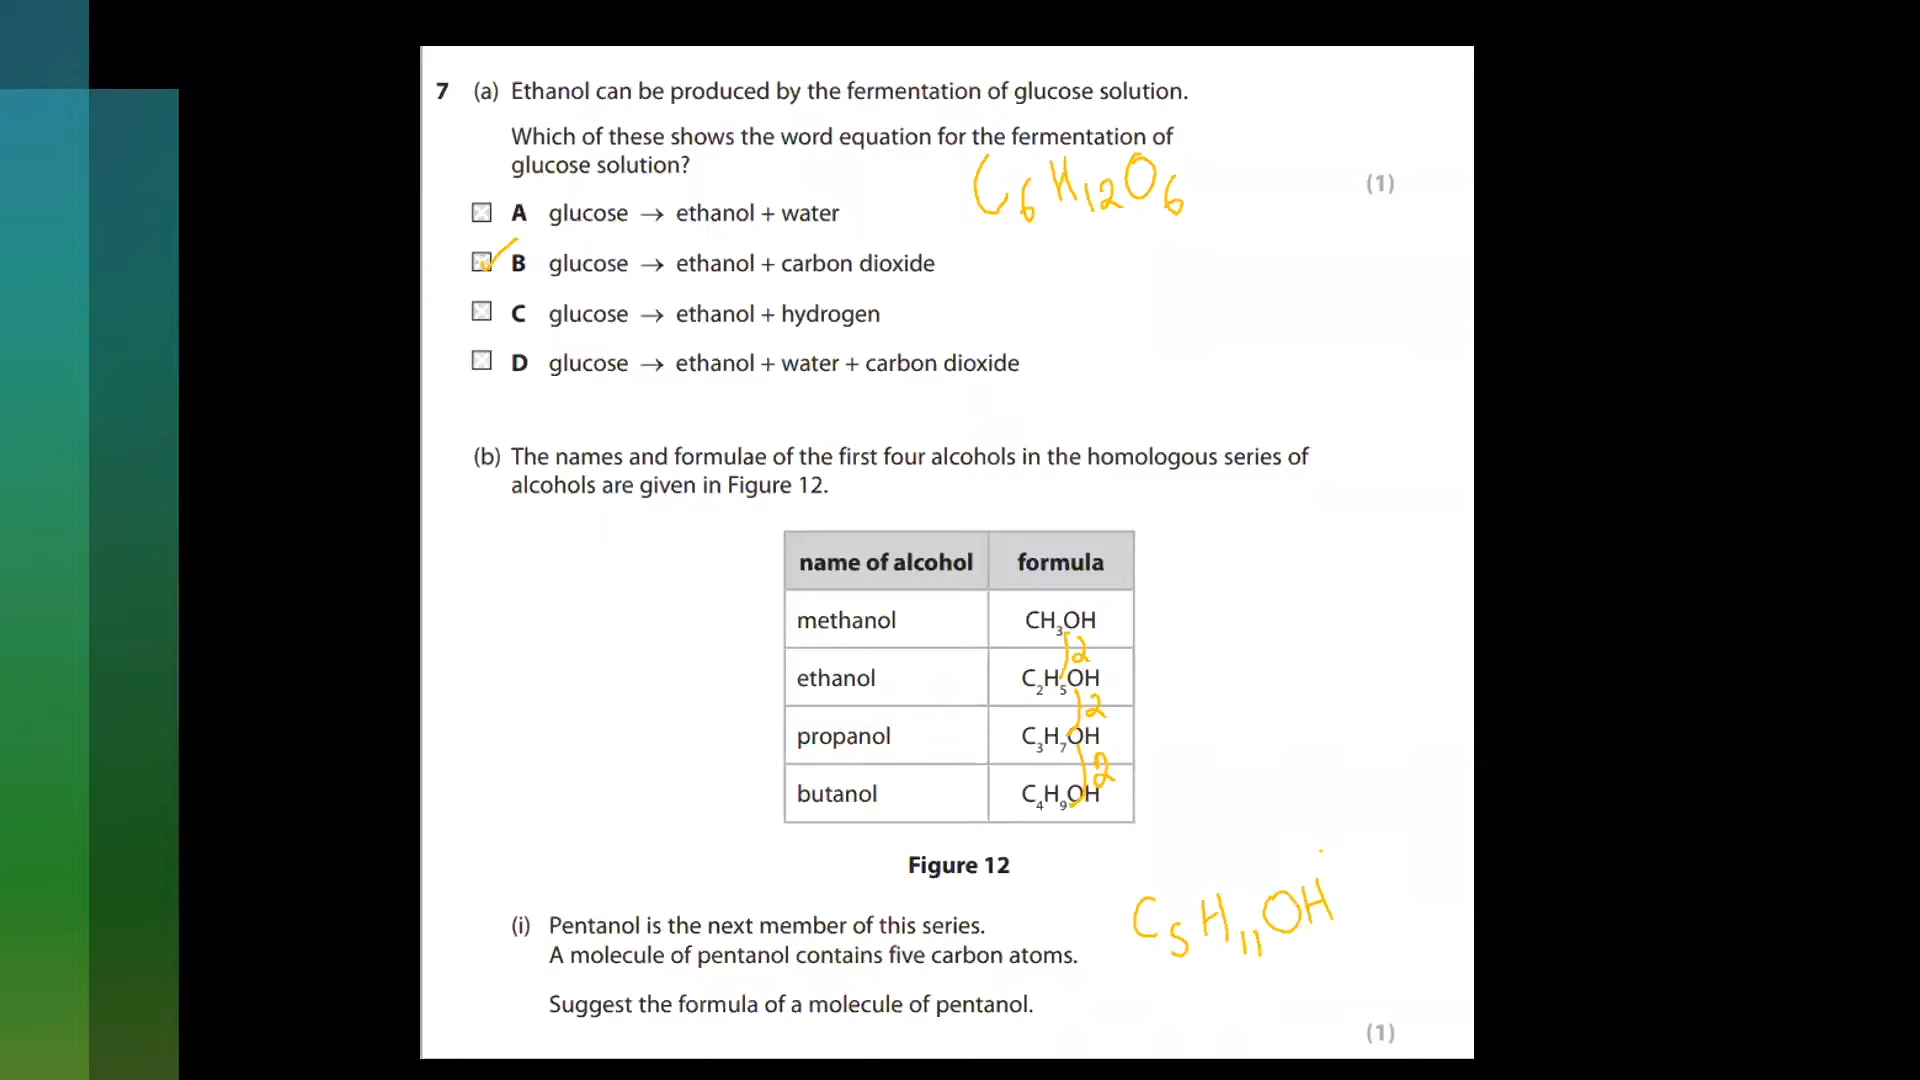 7 (a) Ethanol can be produced by the fermentation of glucose solution.
Which of these shows the word equation for the fermentation of
glucose solution?
C₆H₁₂O₆
(1)
A glucose → ethanol + water
✓ B glucose → ethanol + carbon dioxide
C glucose → ethanol + hydrogen
D glucose → ethanol + water + carbon dioxide
(b) The names and formulae of the first four alcohols in the homologous series of
alcohols are given in Figure 12.
name of alcohol formula
methanol CH₃OH
2
ethanol C₂H₅OH
2
propanol C₃H₇OH
2
butanol C₄H₉OH
Figure 12
C₅H₁₁OH
(i) Pentanol is the next member of this series.
A molecule of pentanol contains five carbon atoms.
Suggest the formula of a molecule of pentanol.
(1)